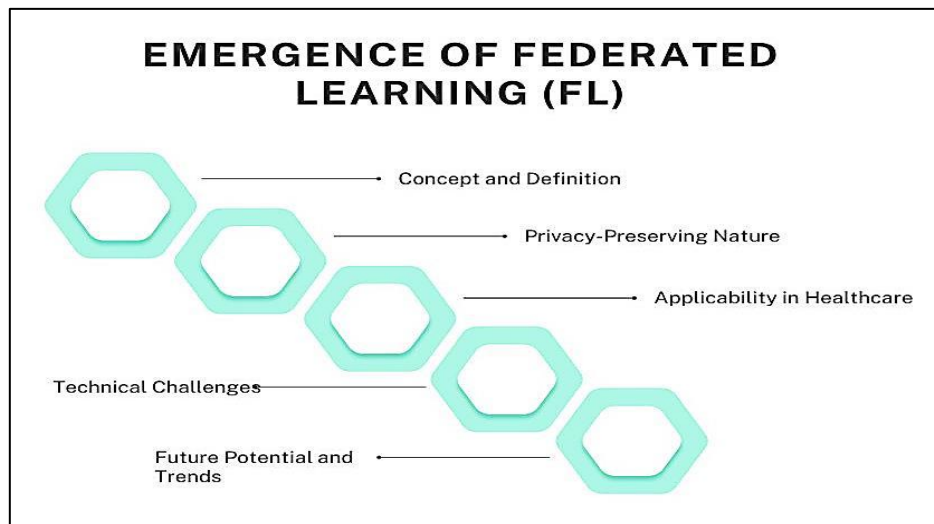 EMERGENCE OF FEDERATED
LEARNING (FL)
Concept and Definition
Privacy-Preserving Nature
Applicability in Healthcare
Technical Challenges
Future Potential and
Trends